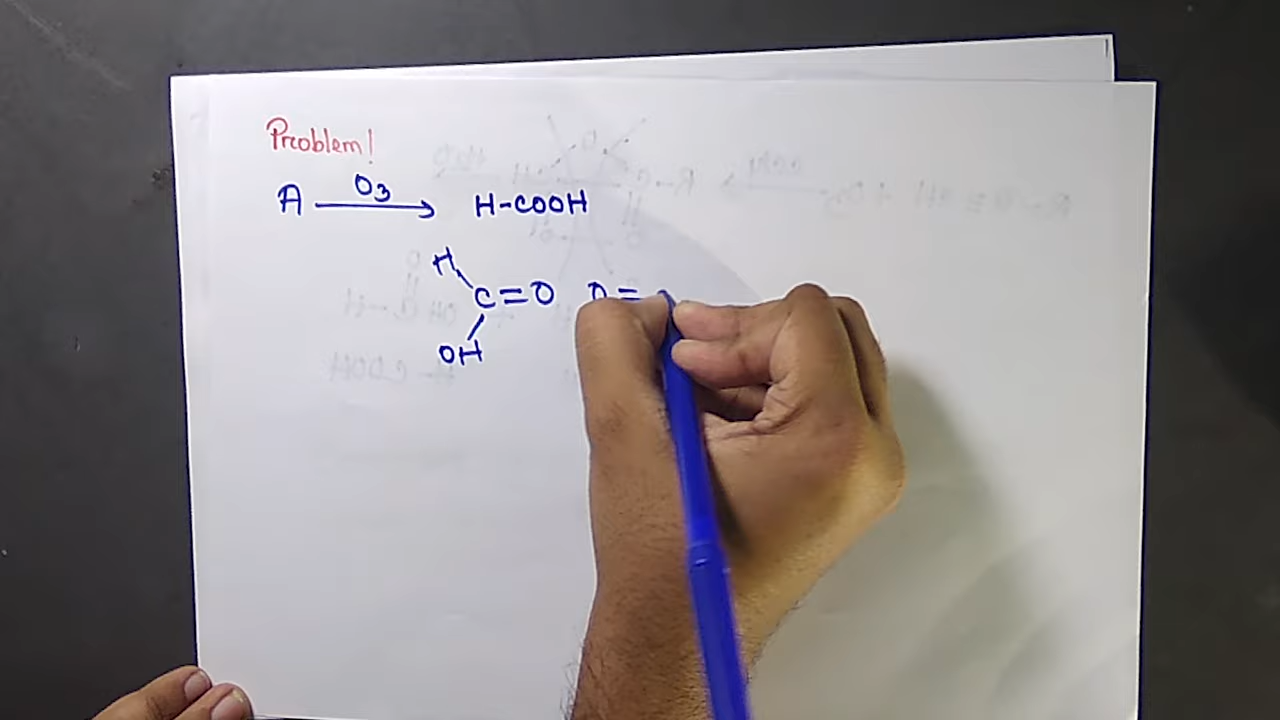 Problem!
A O3 → H-COOH
H
C=O O=
OH